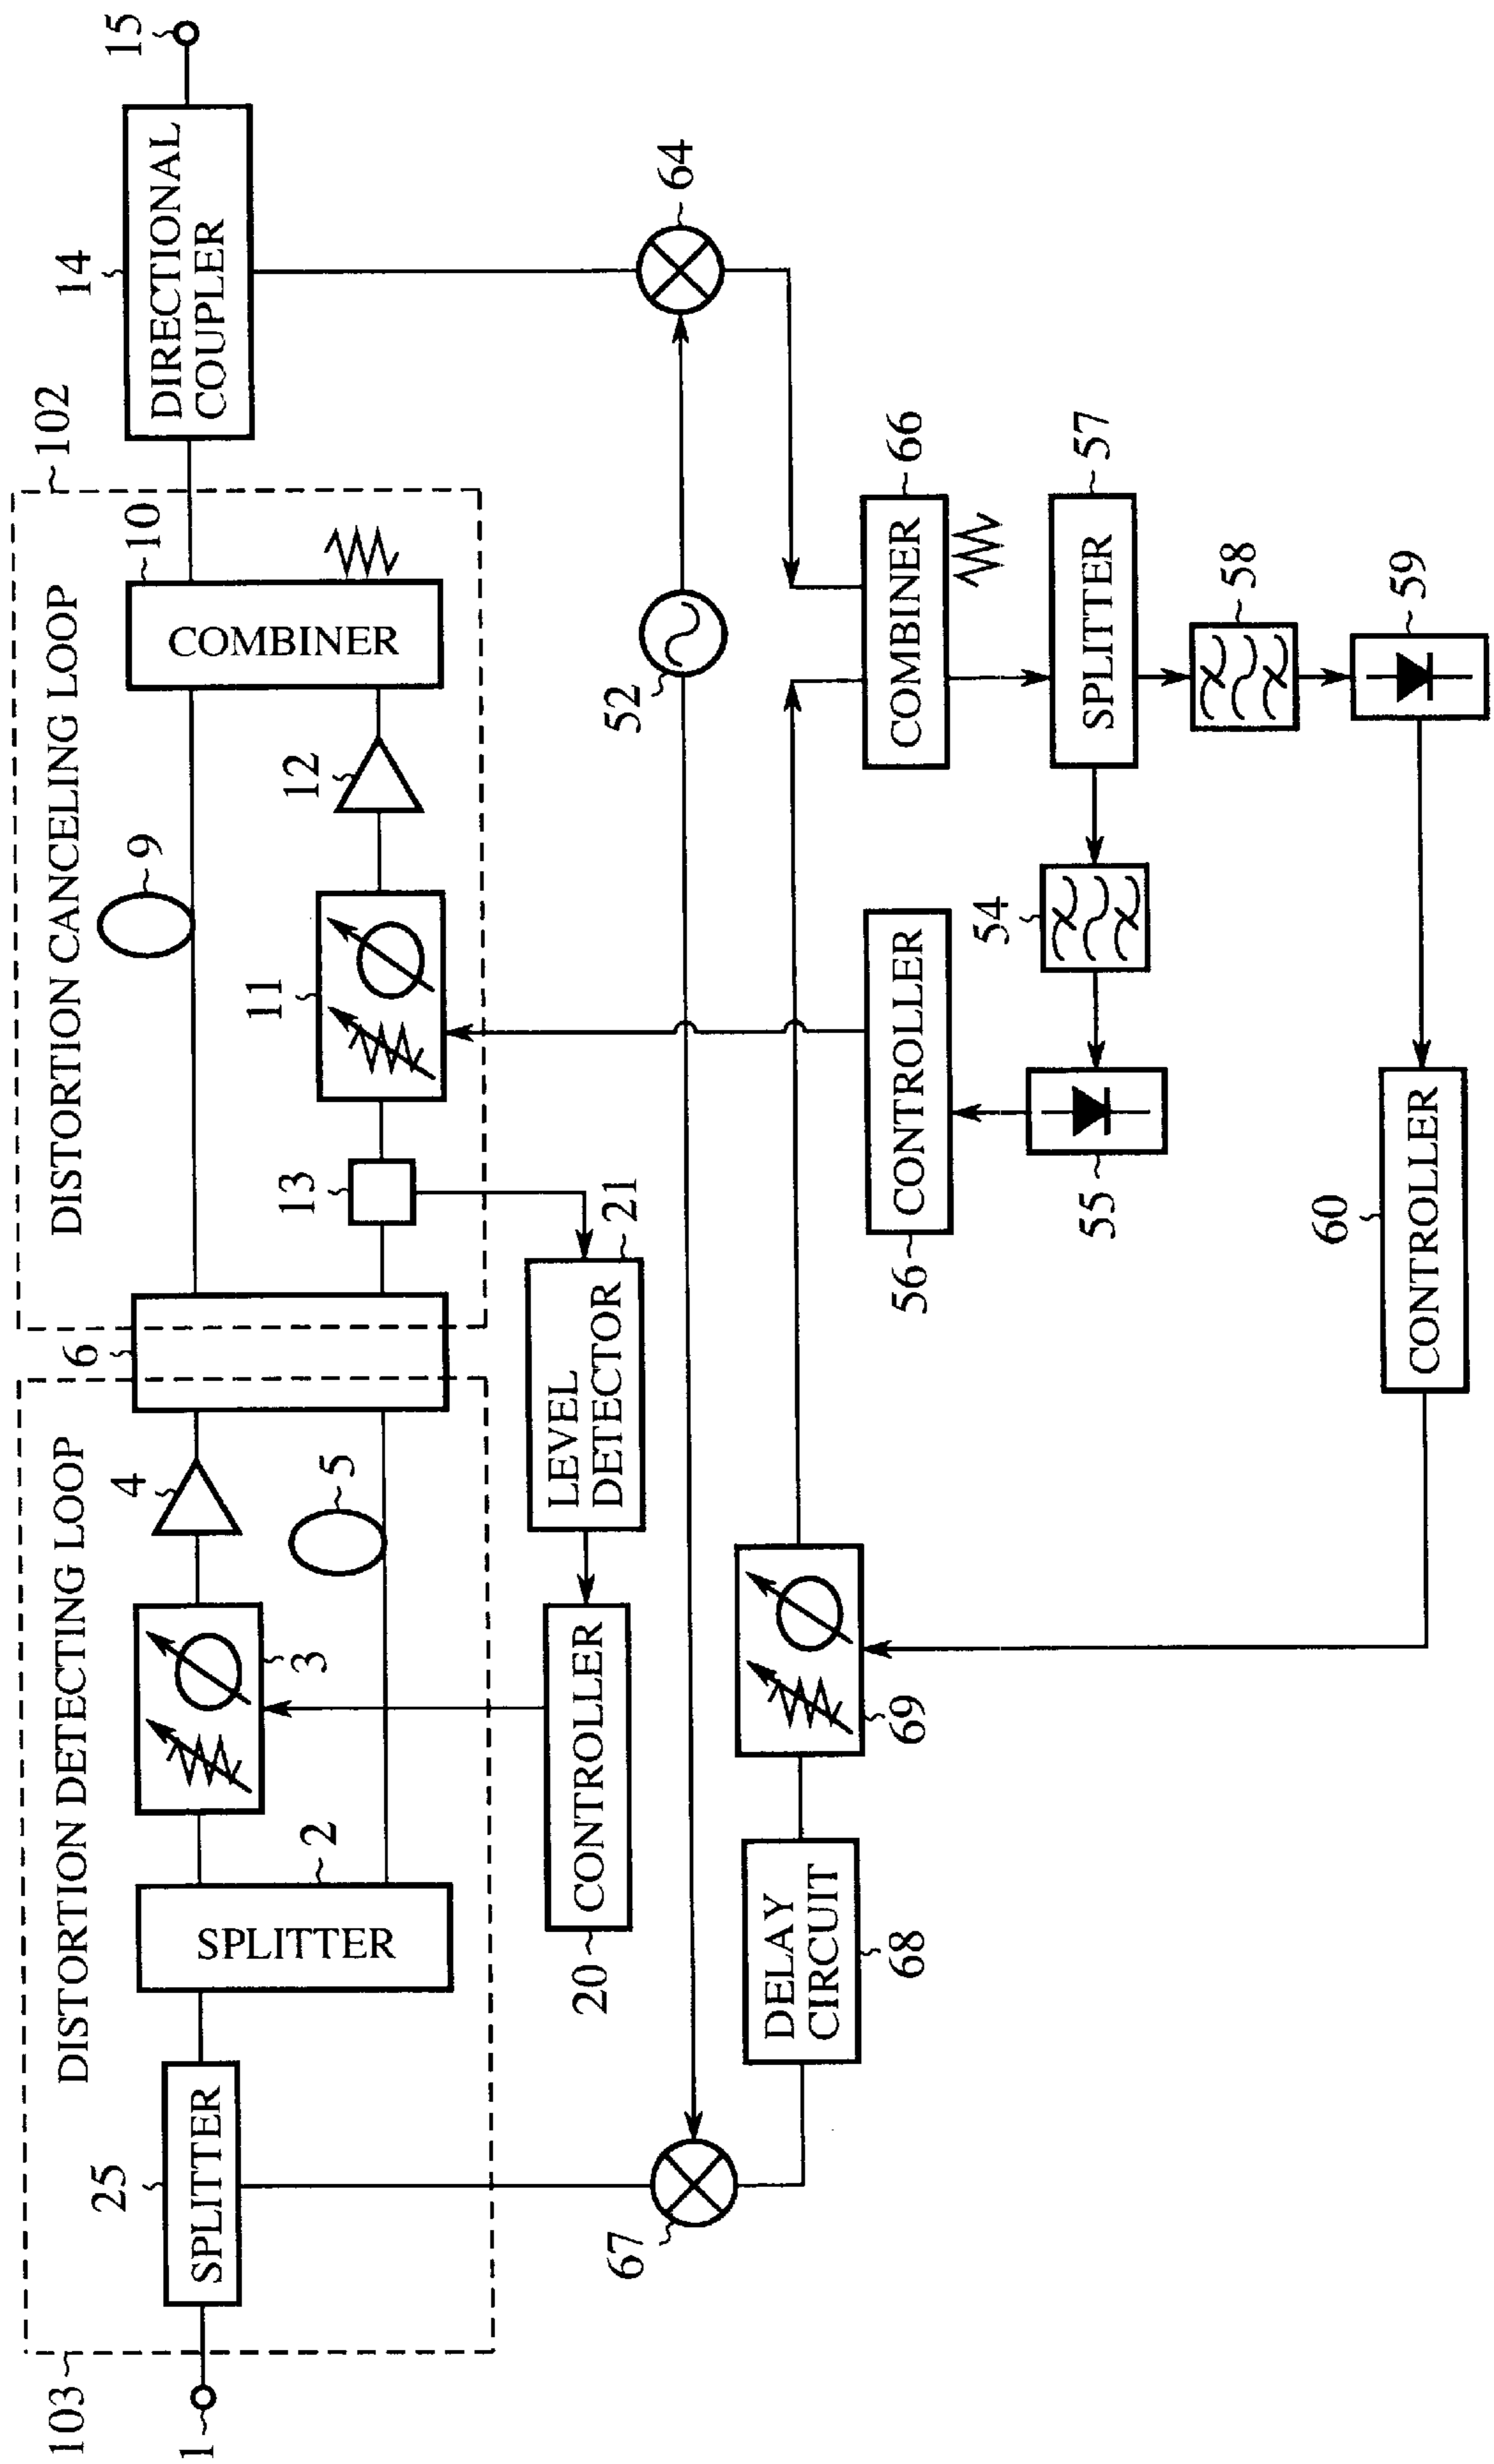 103
DISTORTION DETECTING LOOP
DISTORTION CANCELING LOOP
102
1
25
SPLITTER
SPLITTER
2
3
4
5
6
9
10
COMBINER
11
12
13
14
DIRECTIONAL
COUPLER
15
20
CONTROLLER
LEVEL
DETECTOR
21
52
64
67
DELAY
CIRCUIT
68
69
COMBINER
66
CONTROLLER
56
SPLITTER
57
54
55
58
59
60
CONTROLLER